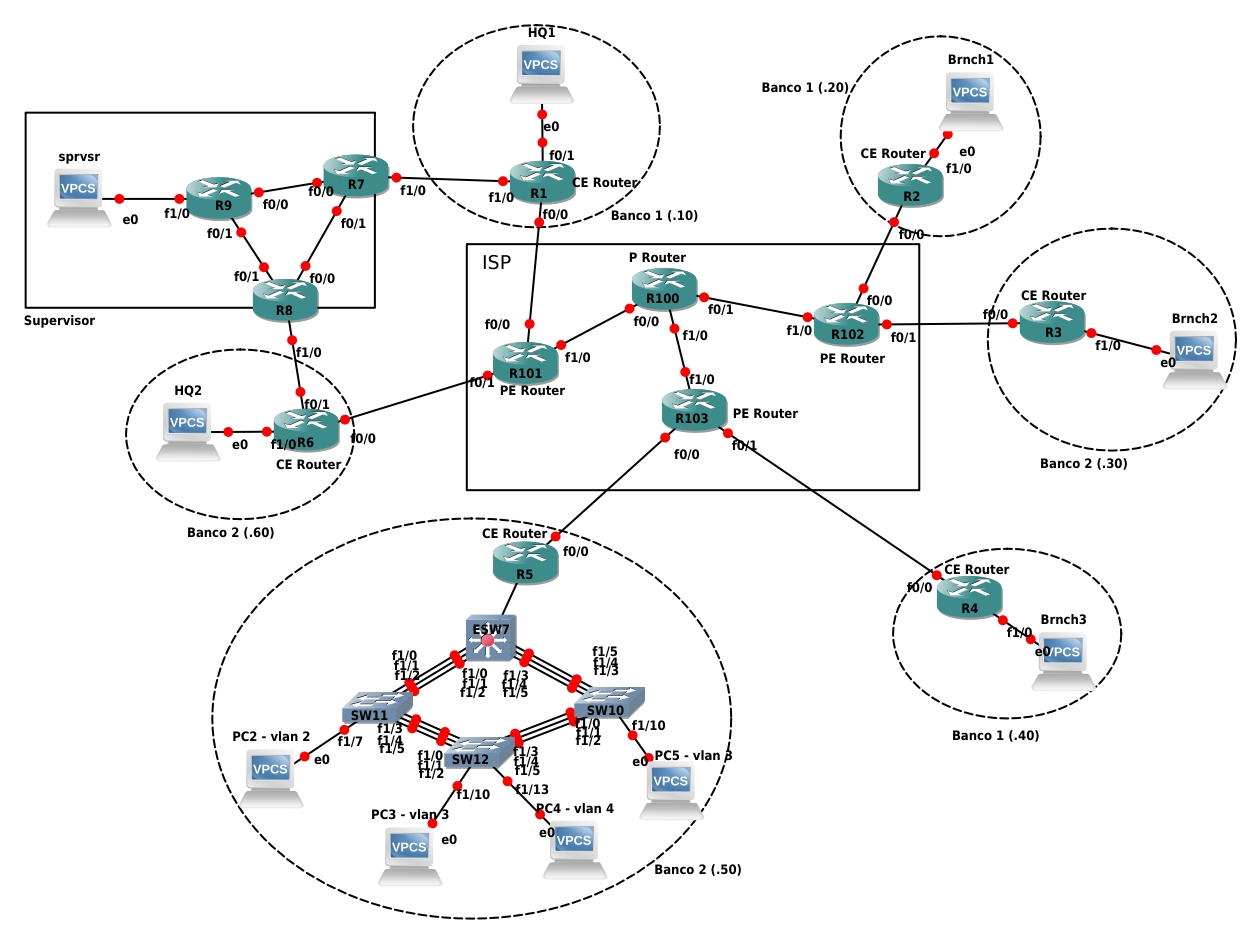 HQ1
VPCS
e0
f0/1
R1
CE Router
f1/0
f0/0
Banco 1 (.10)
sprvsr
VPCS
e0
f1/0
R9
f0/0
f0/1
f0/0
R7
f1/0
f0/1
f0/1
f0/0
R8
Supervisor
f1/0
Brnch1
VPCS
Banco 1 (.20)
e0
CE Router
f1/0
R2
f0/0
ISP
P Router
R100
f0/0
f0/1
f1/0
f0/0
R101
f1/0
f0/1
PE Router
f0/0
f1/0
R102
f0/1
PE Router
f1/0
R103
PE Router
f0/0
f0/1
CE Router
f0/0
R3
f1/0
Brnch2
VPCS
e0
Banco 2 (.30)
HQ2
VPCS
e0
f0/1
f1/0
R6
f0/0
CE Router
Banco 2 (.60)
CE Router
f0/0
R5
ESW7
f1/0
f1/1
f1/2
f1/0
f1/1
f1/2
f1/3
f1/4
f1/5
f1/5
f1/4
f1/3
SW11
SW10
f1/3
f1/4
f1/5
f1/0
f1/1
f1/2
SW12
f1/3
f1/4
f1/5
f1/0
f1/1
f1/2
f1/10
PC2 - vlan 2
f1/7
e0
VPCS
PC5 - vlan 3
e0
VPCS
f1/10
f1/13
PC3 - vlan 3
e0
VPCS
PC4 - vlan 4
e0
VPCS
Banco 2 (.50)
CE Router
f0/0
R4
f1/0
Brnch3
e0
VPCS
Banco 1 (.40)